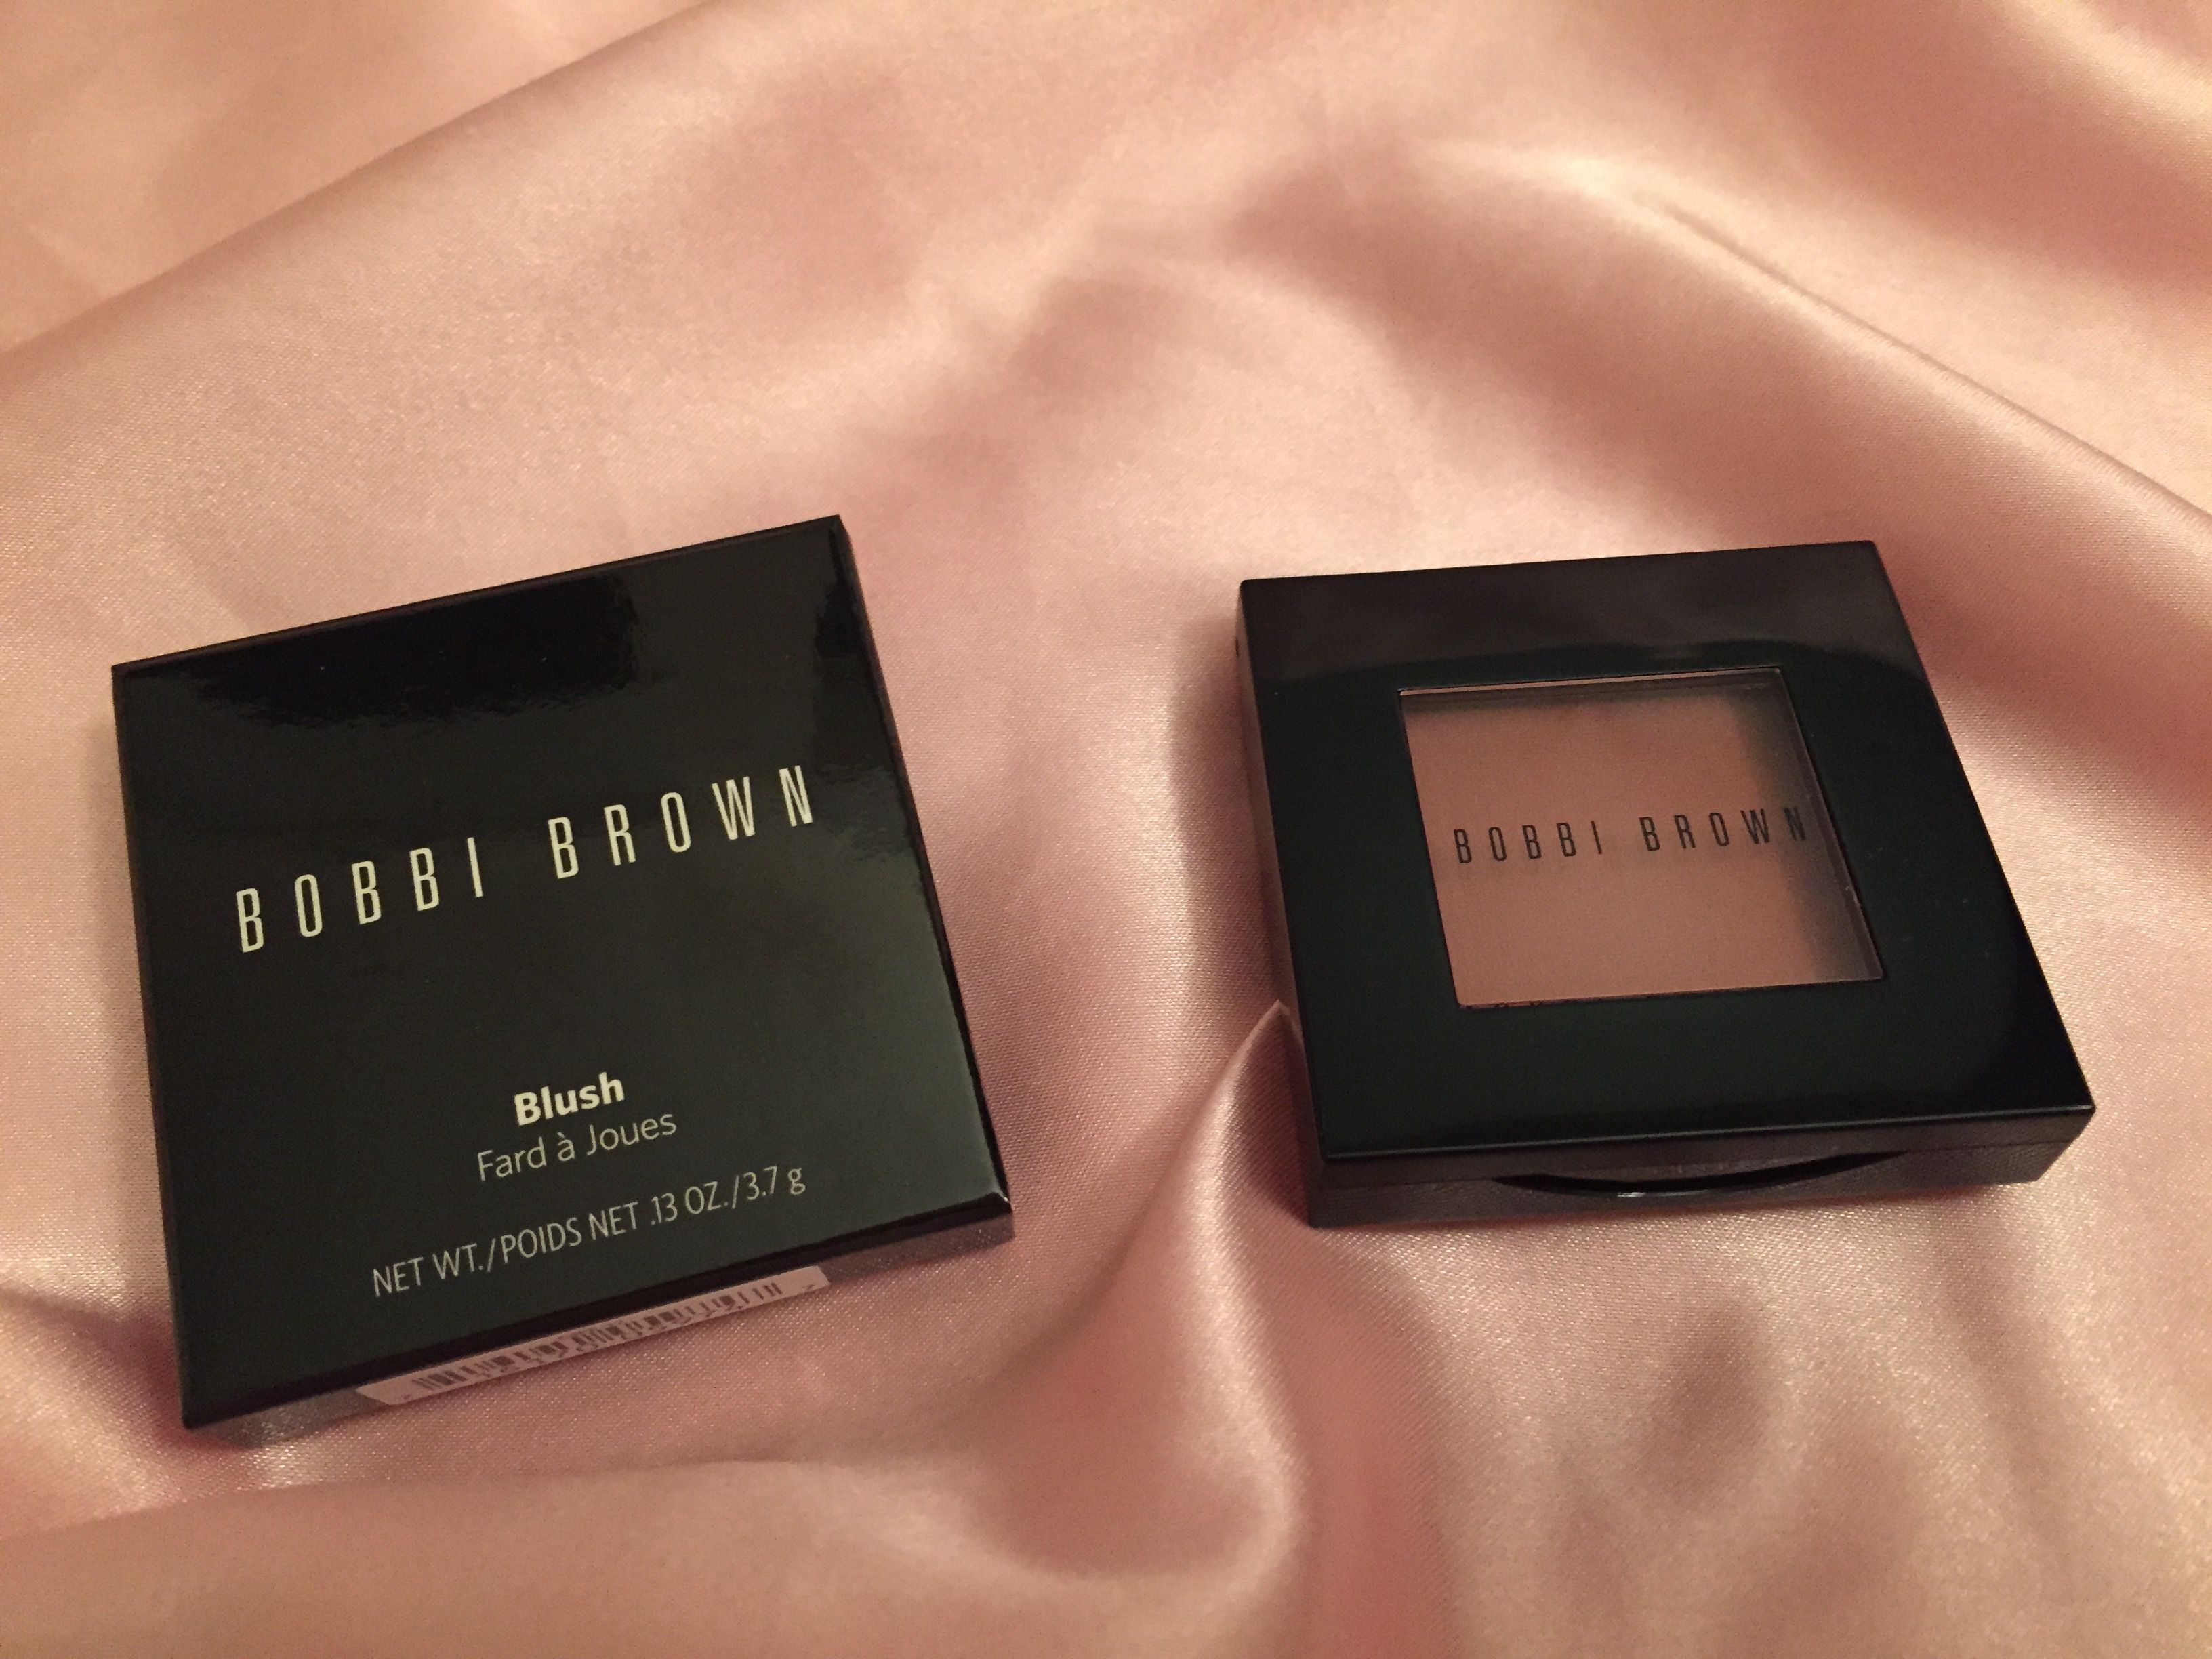 BOBBI BROWN
Blush
Fard à Joues
NET WT./POIDS NET .13 OZ./3.7 g
BOBBI BROWN